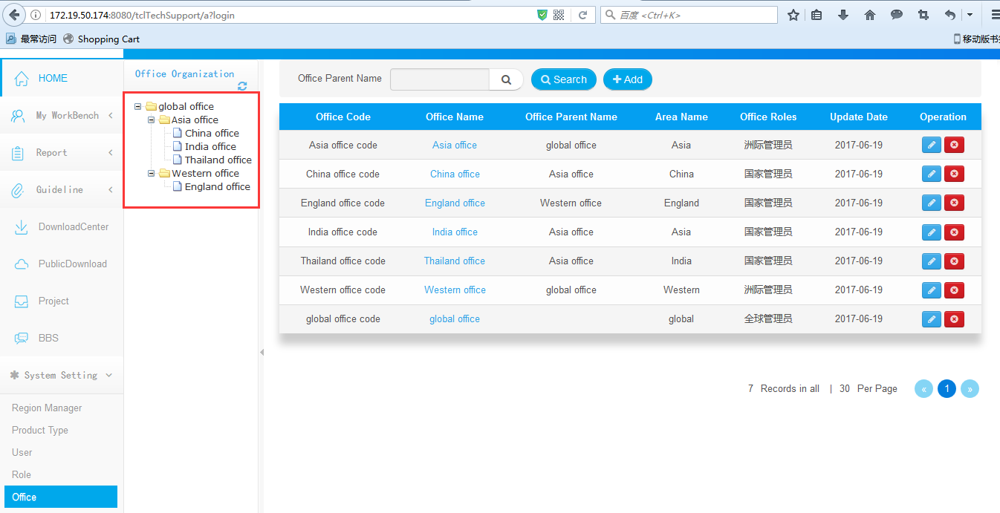 172.19.50.174:8080/tclTechSupport/a?login
百度 <Ctrl+K>
最常访问 Shopping Cart
移动版书签
HOME
My WorkBench
Report
Guideline
DownloadCenter
PublicDownload
Project
BBS
System Setting
Region Manager
Product Type
User
Role
Office
Office Organization
global office
Asia office
China office
India office
Thailand office
Western office
England office
Office Parent Name Search Add
Office Code Office Name Office Parent Name Area Name Office Roles Update Date Operation
Asia office code Asia office global office Asia 洲际管理员 2017-06-19
China office code China office Asia office China 国家管理员 2017-06-19
England office code England office Western office England 国家管理员 2017-06-19
India office code India office Asia office Asia 国家管理员 2017-06-19
Thailand office code Thailand office Asia office India 国家管理员 2017-06-19
Western office code Western office global office Western 洲际管理员 2017-06-19
global office code global office global 全球管理员 2017-06-19
7 Records in all | 30 Per Page « 1 »